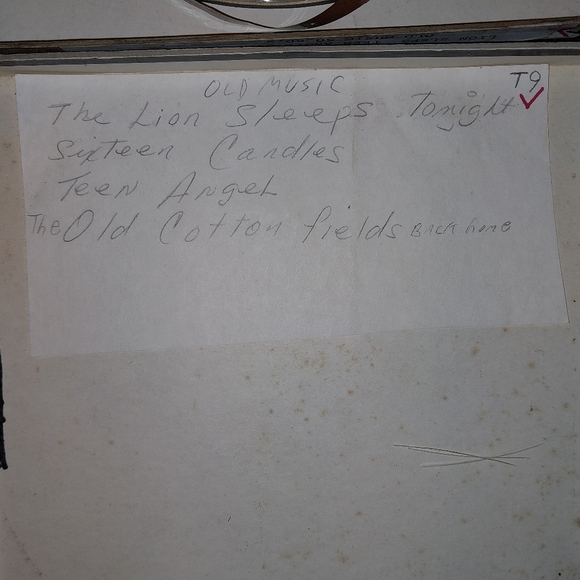 OLD MUSIC T9
The Lion Sleeps Tonight ✓
Sixteen Candles
Teen Angel
The Old Cotton fields Back home